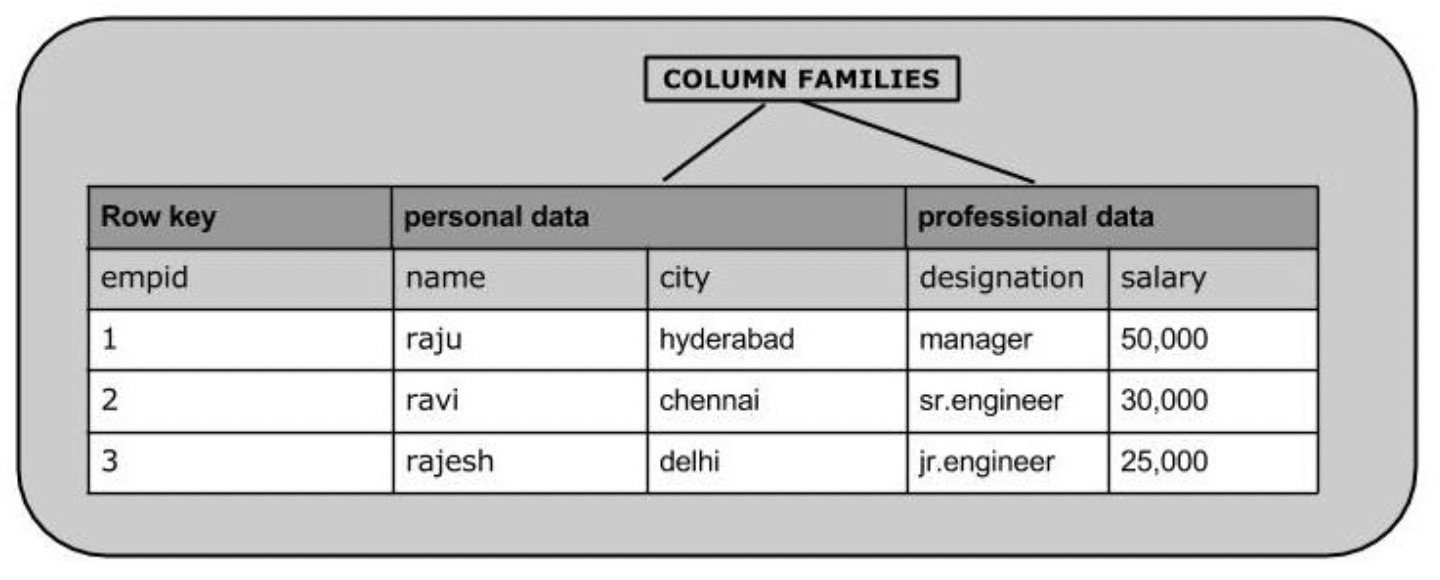 COLUMN FAMILIES
Row key personal data professional data
empid name city designation salary
1 raju hyderabad manager 50,000
2 ravi chennai sr.engineer 30,000
3 rajesh delhi jr.engineer 25,000